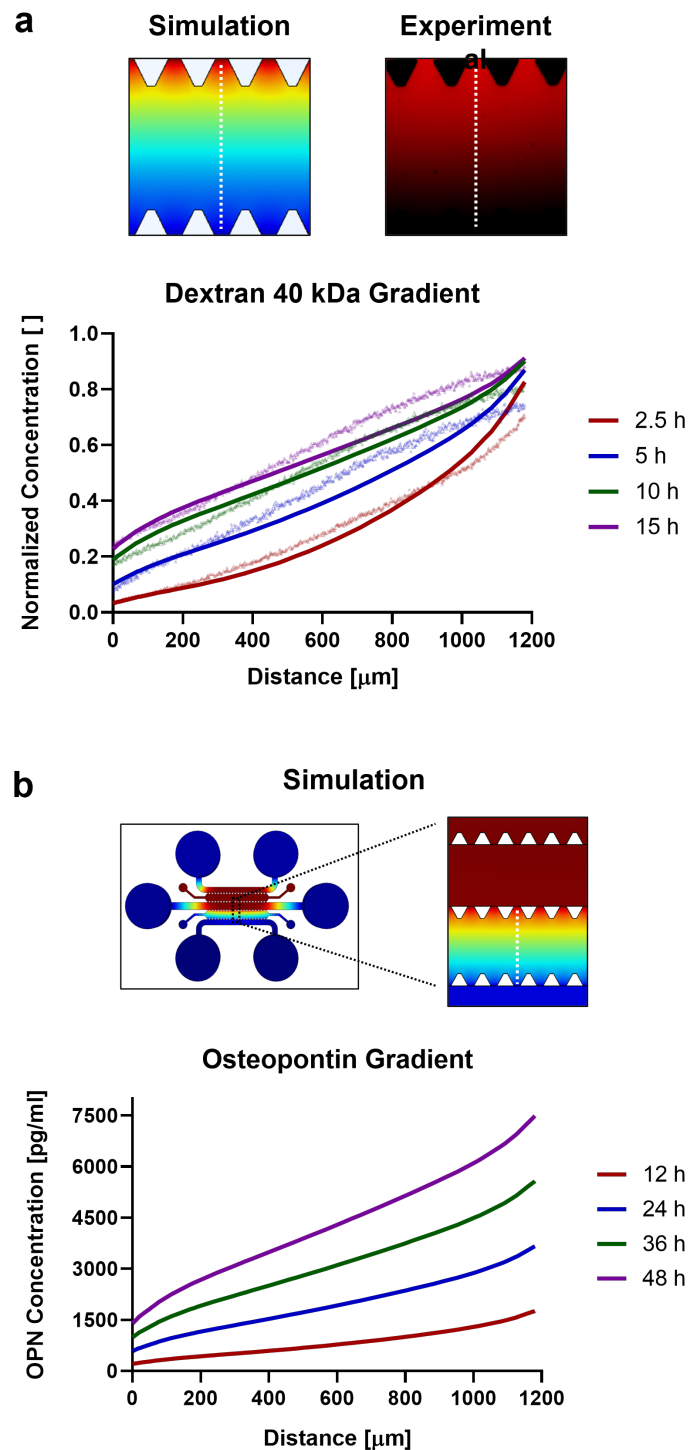 a
Simulation
Experiment
al
Dextran 40 kDa Gradient
Normalized Concentration [ ]
1.0
0.8
0.6
0.4
0.2
0.0
0
200
400
600
800
1000
1200
Distance [μm]
2.5 h
5 h
10 h
15 h
b
Simulation
Osteopontin Gradient
OPN Concentration [pg/ml]
7500
6000
4500
3000
1500
0
0
200
400
600
800
1000
1200
Distance [μm]
12 h
24 h
36 h
48 h